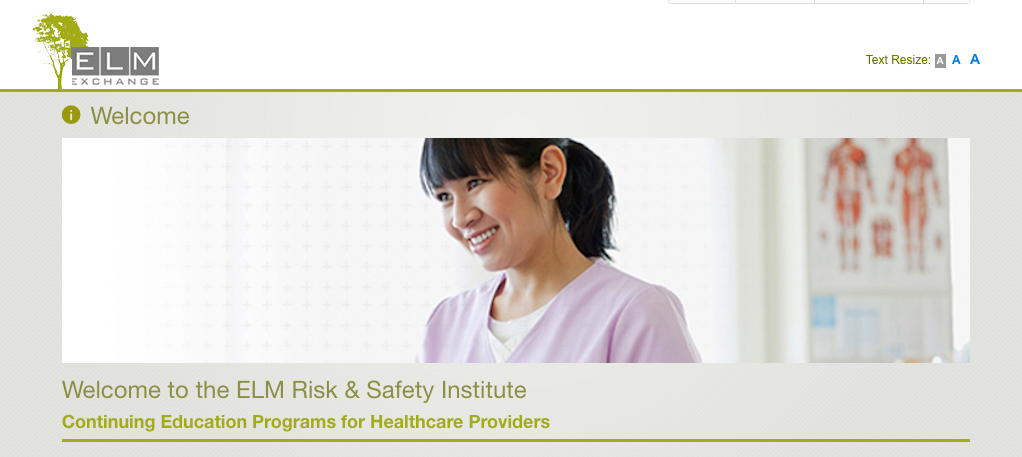 ELM
EXCHANGE
Text Resize: A A A
Welcome
Welcome to the ELM Risk & Safety Institute
Continuing Education Programs for Healthcare Providers